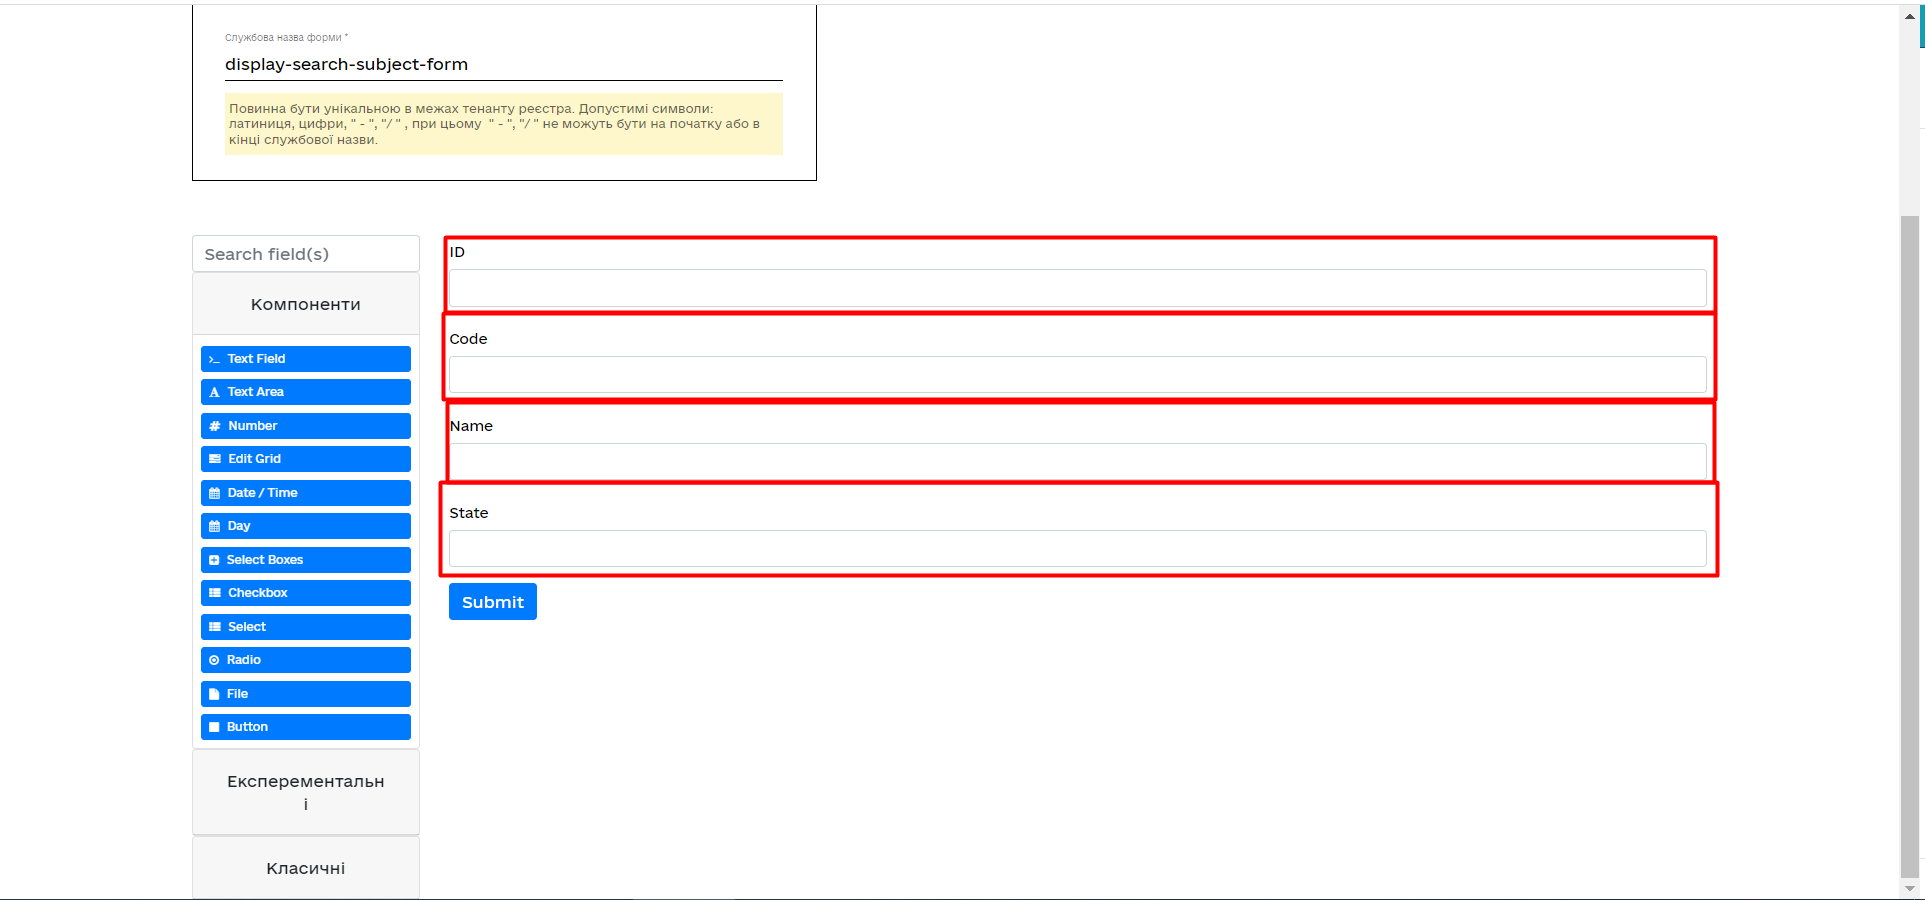 Службова назва форми *
display-search-subject-form
Повинна бути унікальною в межах тенанту реєстра. Допустимі символи:
латиниця, цифри, " - ", "/ " , при цьому " - ", "/ " не можуть бути на початку або в
кінці службової назви.
Search field(s)
Компоненти
Text Field
Text Area
Number
Edit Grid
Date / Time
Day
Select Boxes
Checkbox
Select
Radio
File
Button
Експерементальн
і
Класичні
ID
Code
Name
State
Submit